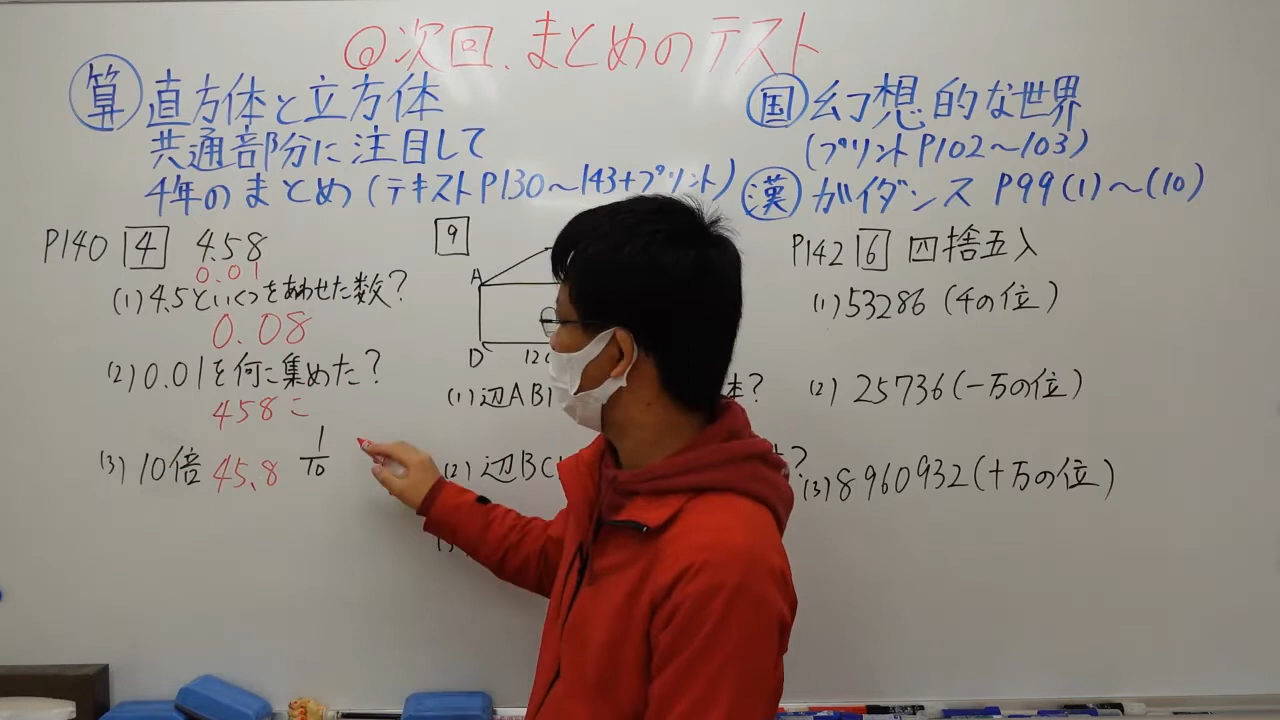 @次回、まとめのテスト
算 直方体と立方体
共通部分に注目して
4年のまとめ(テキストP130〜143+プリント)
国 幻想的な世界
(プリントP102〜103)
漢 ガイダンス P99(1)〜(10)
P140 4 4.58
0.01
(1)4.5といくつをあわせた数?
0.08
(2)0.01を何こ集めた?
458こ
(3)10倍 45.8 1/10
9
A
D 12
(1)辺AB
体?
(2)辺BC
?
P142 6 四捨五入
(1)53286(千の位)
(2)25736(一万の位)
(3)8960932(十万の位)